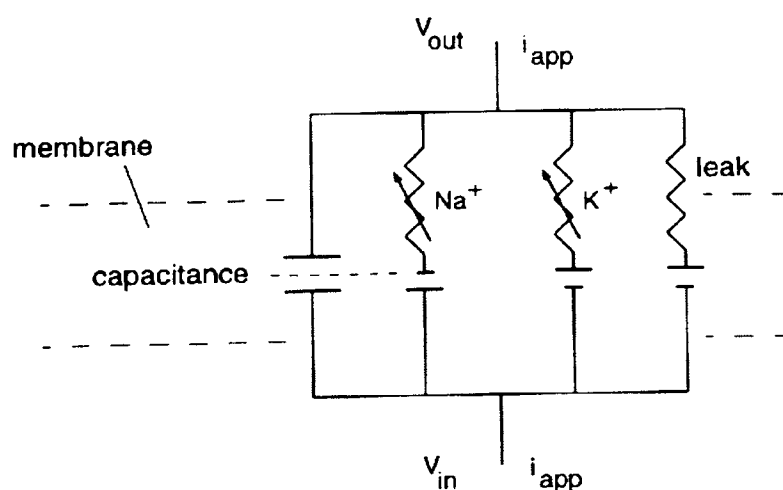 Vout iapp
membrane
leak
Na+
K+
capacitance
Vin iapp